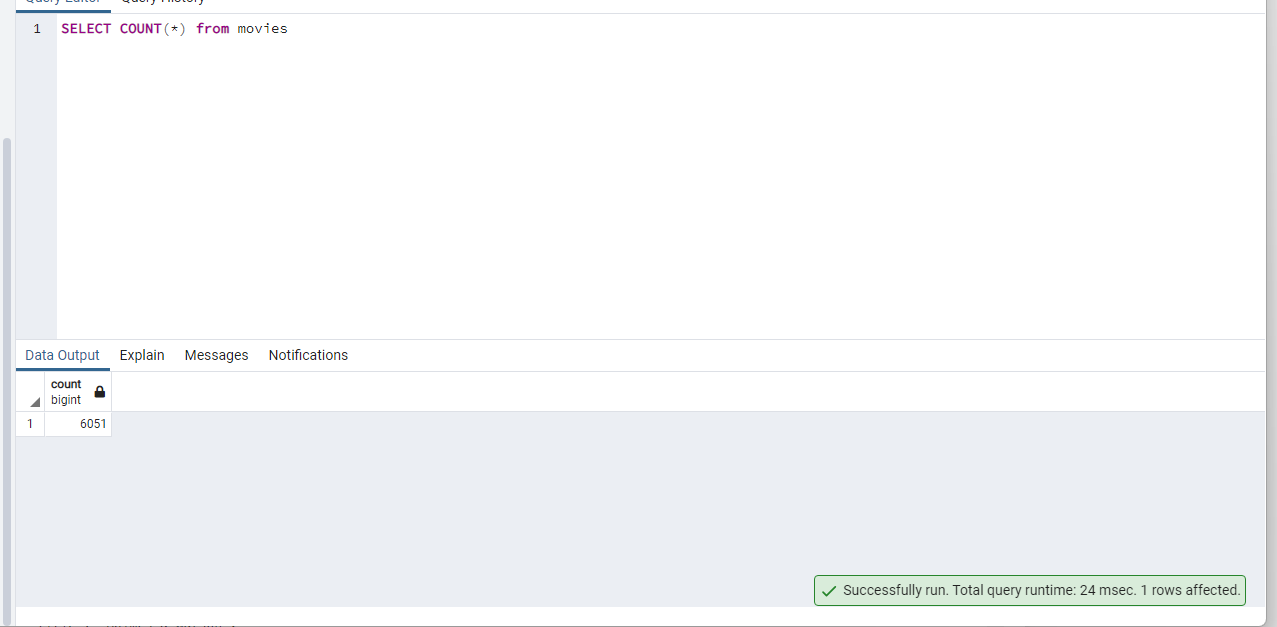 Query Editor Query History
1 SELECT COUNT(*) from movies
Data Output Explain Messages Notifications
count
bigint
1 6051
Successfully run. Total query runtime: 24 msec. 1 rows affected.